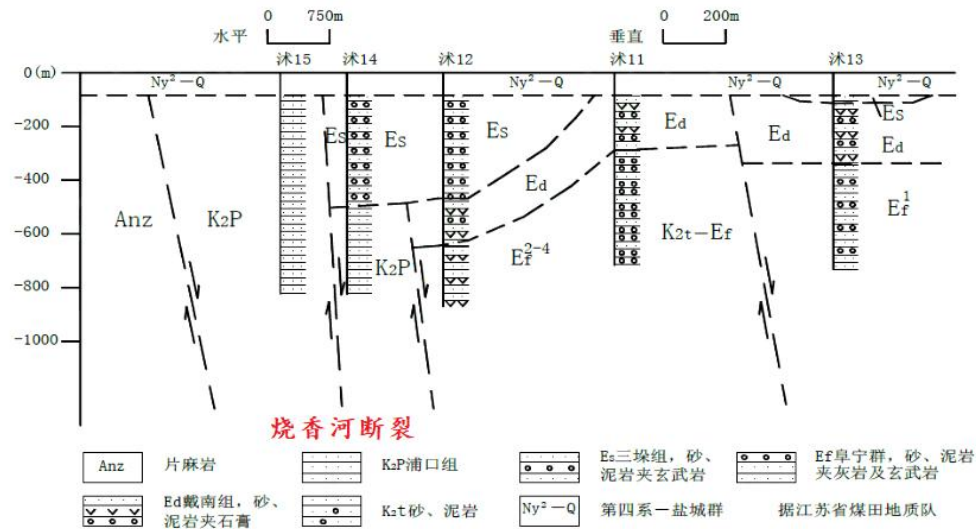 0 750m 0 200m
水平 垂直
沭15 沭14 沭12 沭11 沭13
0(m) Ny²—Q Ny²—Q Ny²—Q Ny²—Q
Es
-200 Es Es Es Ed Ed Ed
-400 Ed
Anz K₂P Ef¹
-600 K₂P Ef²⁻⁴ K₂t—Ef
-800
-1000
烧香河断裂
Anz 片麻岩 K₂P浦口组 Es三垛组，砂、 Ef阜宁群，砂、泥岩
泥岩夹玄武岩 夹灰岩及玄武岩
Ed戴南组，砂、 K₂t砂、泥岩 Ny²—Q 第四系—盐城群 据江苏省煤田地质队
泥岩夹石膏